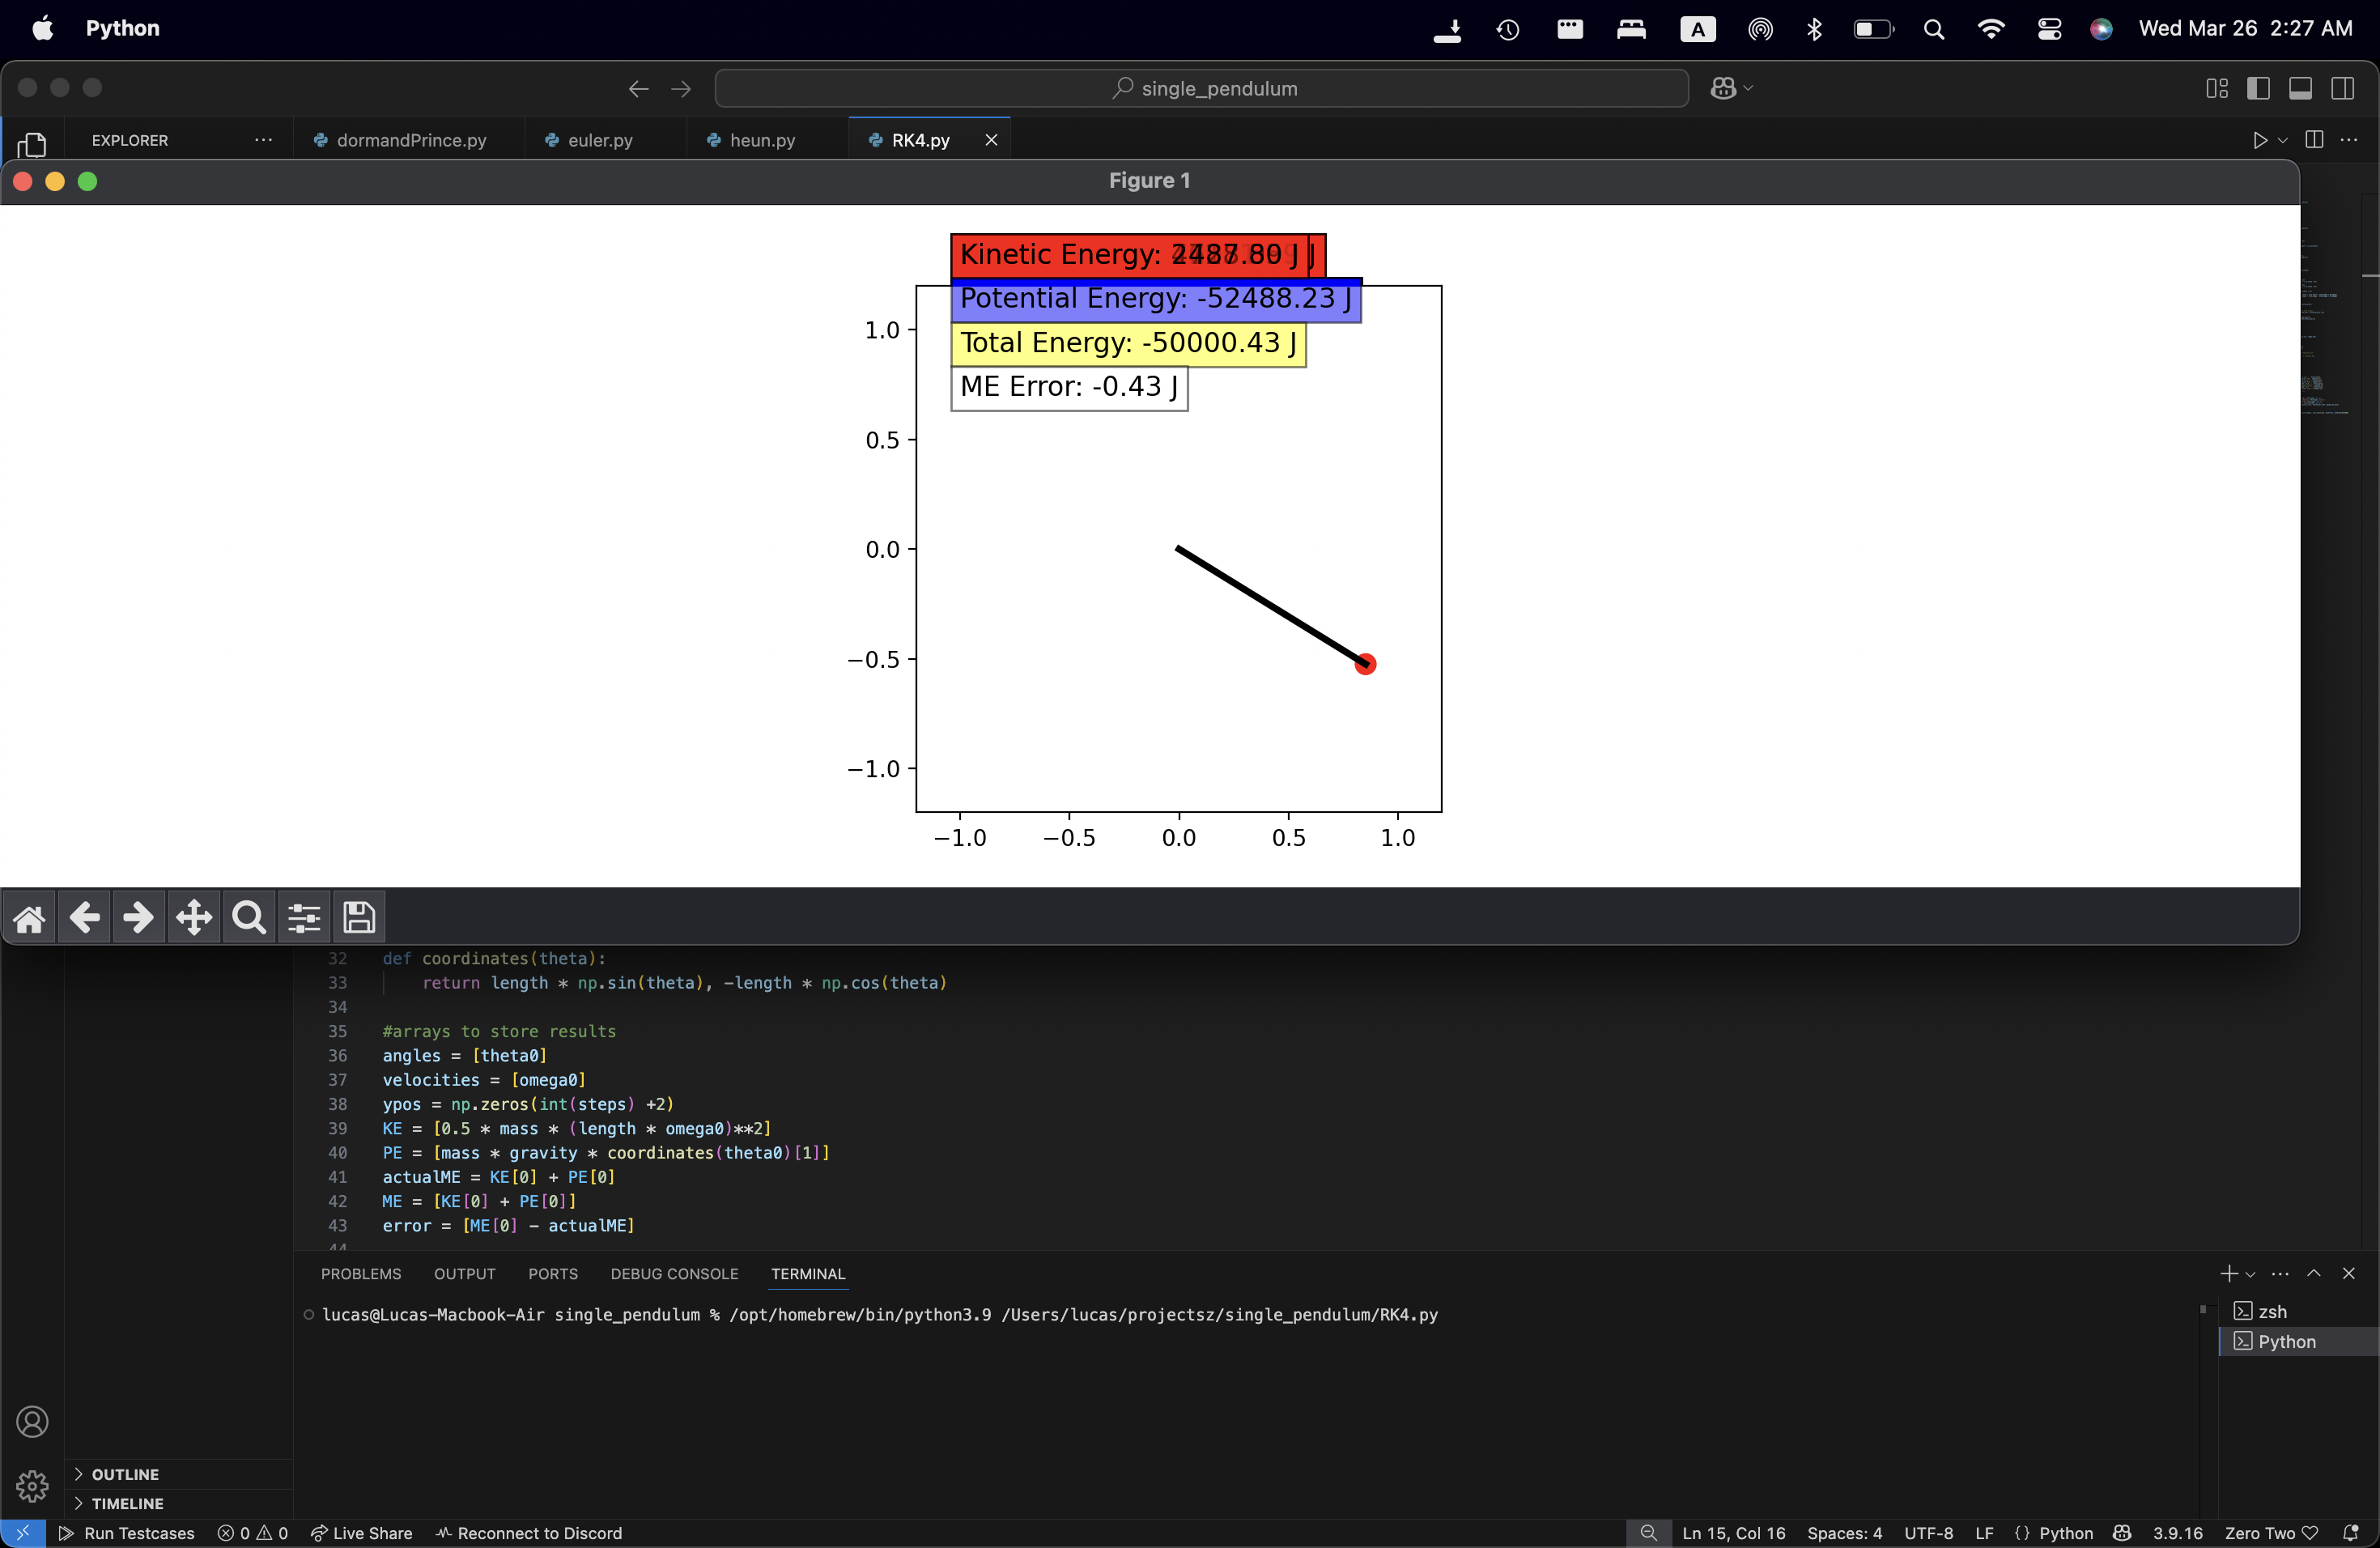 Python
A
Wed Mar 26 2:27 AM
single_pendulum
EXPLORER
dormandPrince.py
euler.py
heun.py
RK4.py
Figure 1
Kinetic Energy: 2487.80 J
Potential Energy: -52488.23 J
Total Energy: -50000.43 J
ME Error: -0.43 J
1.0
0.5
0.0
−0.5
−1.0
−1.0 −0.5 0.0 0.5 1.0
32 def coordinates(theta):
33 return length * np.sin(theta), -length * np.cos(theta)
34
35 #arrays to store results
36 angles = [theta0]
37 velocities = [omega0]
38 ypos = np.zeros(int(steps) +2)
39 KE = [0.5 * mass * (length * omega0)**2]
40 PE = [mass * gravity * coordinates(theta0)[1]]
41 actualME = KE[0] + PE[0]
42 ME = [KE[0] + PE[0]]
43 error = [ME[0] - actualME]
44
PROBLEMS OUTPUT PORTS DEBUG CONSOLE TERMINAL
lucas@Lucas-Macbook-Air single_pendulum % /opt/homebrew/bin/python3.9 /Users/lucas/projectsz/single_pendulum/RK4.py
zsh
Python
OUTLINE
TIMELINE
Run Testcases 0 0 Live Share Reconnect to Discord
Ln 15, Col 16 Spaces: 4 UTF-8 LF {} Python 3.9.16 Zero Two ♡